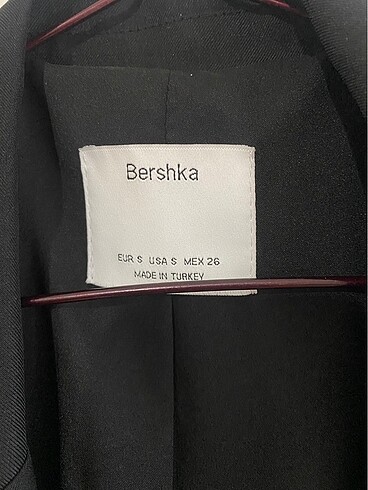 Bershka
EUR S USA S MEX 26
MADE IN TURKEY